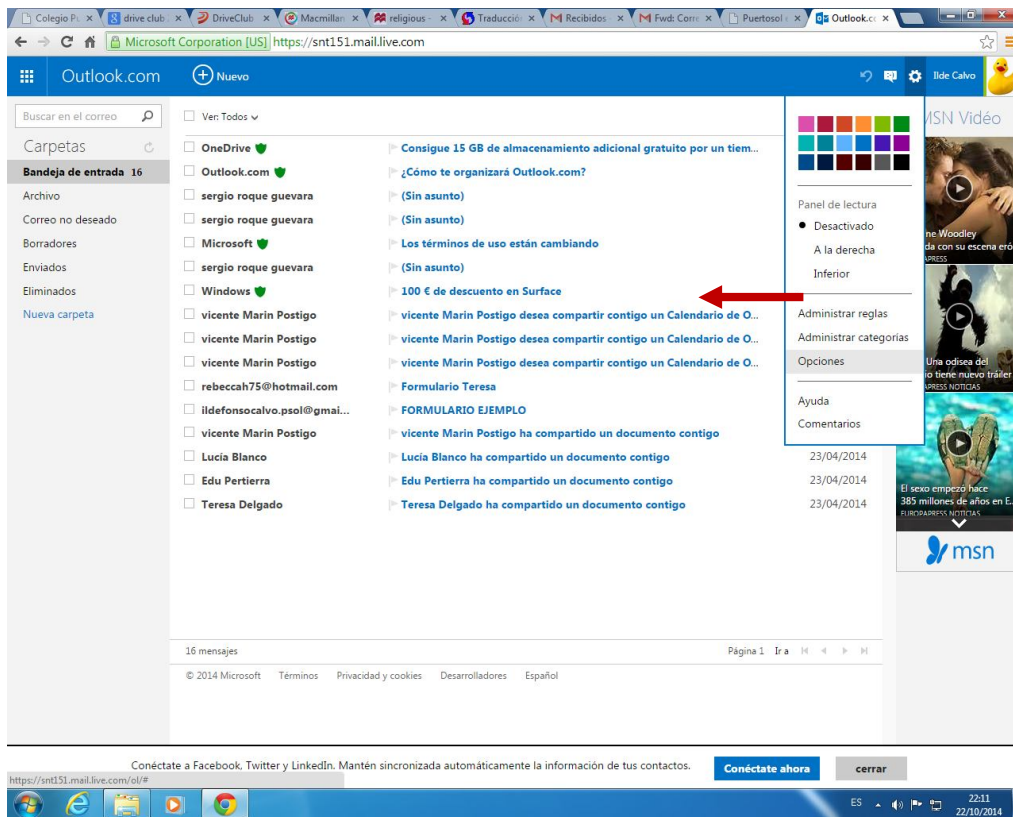 Colegio Pu
drive club
DriveClub
Macmillan
religious -
Traducción
Recibidos -
Fwd: Corre
Puertosol
Outlook.co
Microsoft Corporation [US] https://snt151.mail.live.com
Outlook.com
Nuevo
Ilde Calvo
Buscar en el correo
Ver: Todos
MSN Vidéo
Carpetas
Bandeja de entrada 16
Archivo
Correo no deseado
Borradores
Enviados
Eliminados
Nueva carpeta
OneDrive Consigue 15 GB de almacenamiento adicional gratuito por un tiem...
Outlook.com ¿Cómo te organizará Outlook.com?
sergio roque guevara (Sin asunto)
sergio roque guevara (Sin asunto)
Microsoft Los términos de uso están cambiando
sergio roque guevara (Sin asunto)
Windows 100 € de descuento en Surface
vicente Marin Postigo vicente Marin Postigo desea compartir contigo un Calendario de O...
vicente Marin Postigo vicente Marin Postigo desea compartir contigo un Calendario de O...
vicente Marin Postigo vicente Marin Postigo desea compartir contigo un Calendario de O...
rebeccah75@hotmail.com Formulario Teresa
ildefonsocalvo.psol@gmai... FORMULARIO EJEMPLO
vicente Marin Postigo vicente Marin Postigo ha compartido un documento contigo
Lucía Blanco Lucía Blanco ha compartido un documento contigo 23/04/2014
Edu Pertierra Edu Pertierra ha compartido un documento contigo 23/04/2014
Teresa Delgado Teresa Delgado ha compartido un documento contigo 23/04/2014
Panel de lectura
Desactivado
A la derecha
Inferior
Administrar reglas
Administrar categorías
Opciones
Ayuda
Comentarios
ne Woodley
da con su escena eró
APRESS
Una odisea del
io tiene nuevo tráiler
APRESS NOTICIAS
El sexo empezó hace
385 millones de años en E.
EUROPAPRESS NOTICIAS
msn
16 mensajes
Página 1 Ir a
© 2014 Microsoft Términos Privacidad y cookies Desarrolladores Español
Conéctate a Facebook, Twitter y LinkedIn. Mantén sincronizada automáticamente la información de tus contactos.
Conéctate ahora
cerrar
https://snt151.mail.live.com/ol/#
ES
22:11
22/10/2014